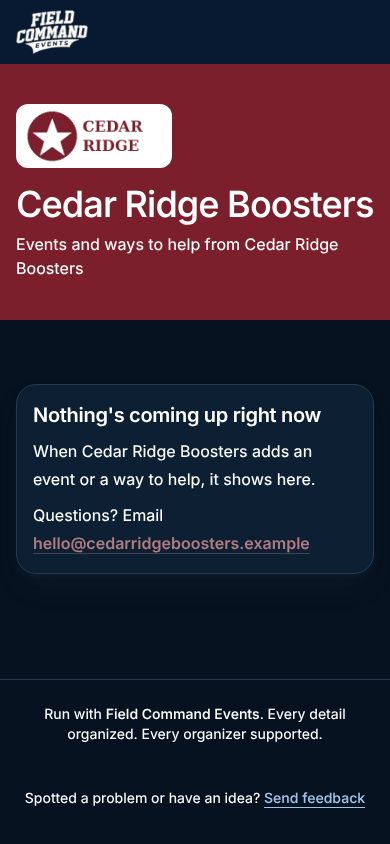 FIELD
COMMAND
EVENTS
CEDAR
RIDGE
Cedar Ridge Boosters
Events and ways to help from Cedar Ridge
Boosters
Nothing's coming up right now
When Cedar Ridge Boosters adds an
event or a way to help, it shows here.
Questions? Email
hello@cedarridgeboosters.example
Run with Field Command Events. Every detail
organized. Every organizer supported.
Spotted a problem or have an idea? Send feedback